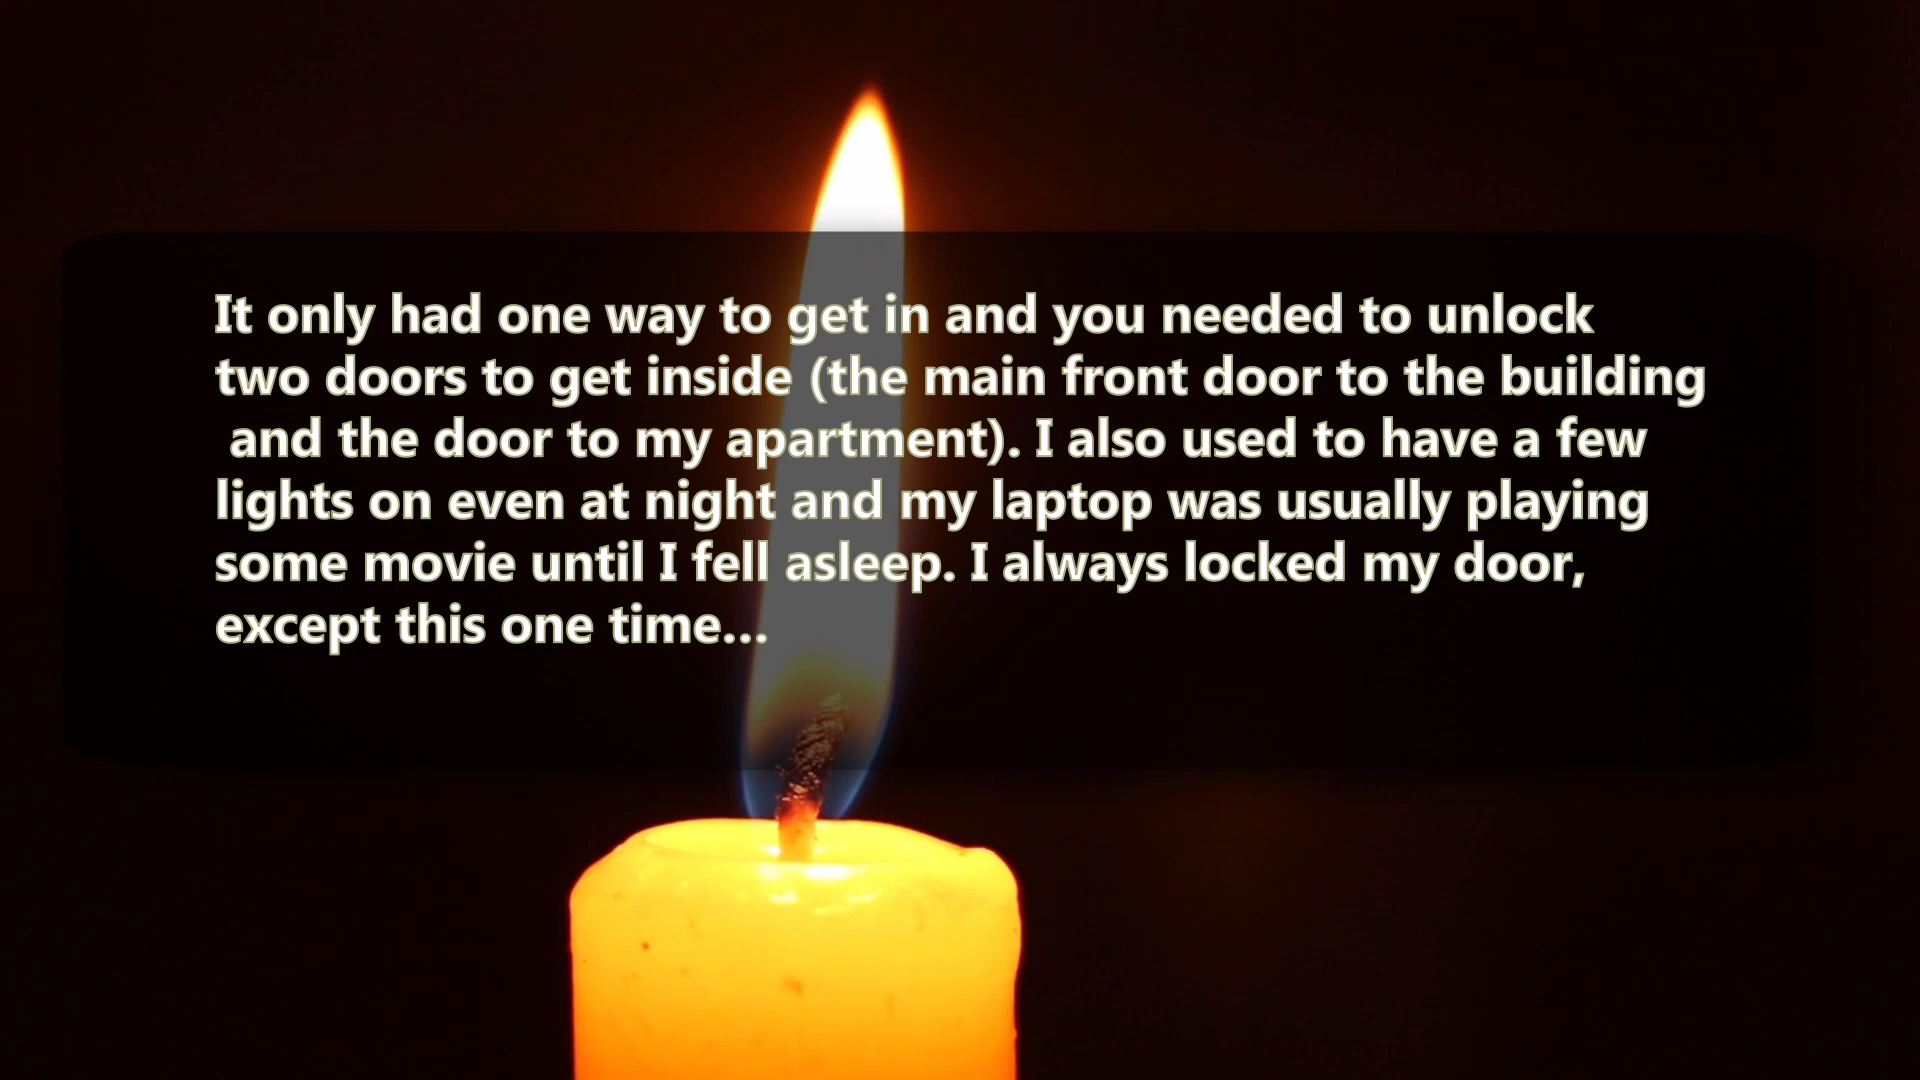 It only had one way to get in and you needed to unlock
two doors to get inside (the main front door to the building
and the door to my apartment). I also used to have a few
lights on even at night and my laptop was usually playing
some movie until I fell asleep. I always locked my door,
except this one time...